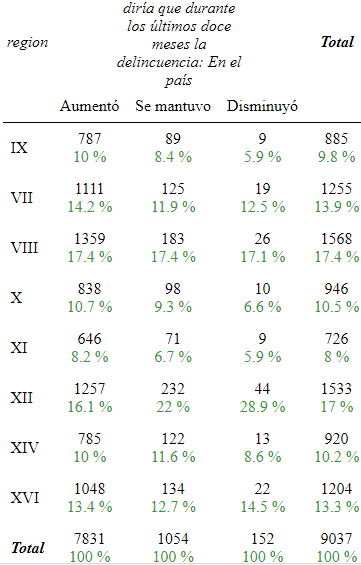 diría que durante
los últimos doce
meses la
delincuencia: En el
país
region Total
Aumentó Se mantuvo Disminuyó
IX 787 89 9 885
10 % 8.4 % 5.9 % 9.8 %
VII 1111 125 19 1255
14.2 % 11.9 % 12.5 % 13.9 %
VIII 1359 183 26 1568
17.4 % 17.4 % 17.1 % 17.4 %
X 838 98 10 946
10.7 % 9.3 % 6.6 % 10.5 %
XI 646 71 9 726
8.2 % 6.7 % 5.9 % 8 %
XII 1257 232 44 1533
16.1 % 22 % 28.9 % 17 %
XIV 785 122 13 920
10 % 11.6 % 8.6 % 10.2 %
XVI 1048 134 22 1204
13.4 % 12.7 % 14.5 % 13.3 %
Total 7831 1054 152 9037
100 % 100 % 100 % 100 %